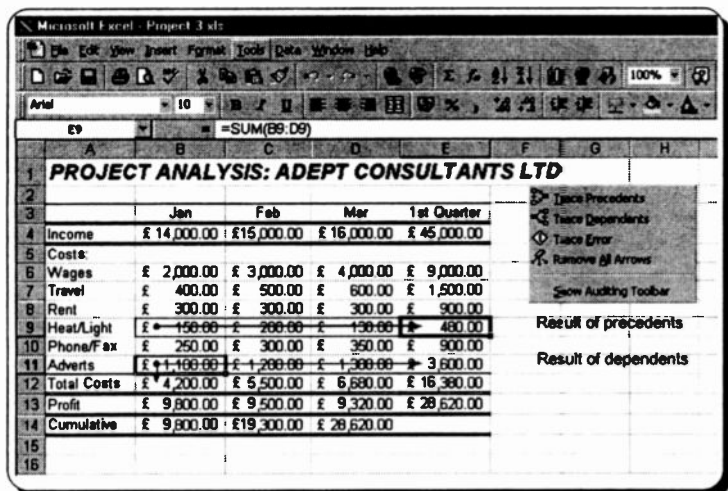 Microsoft Excel - Project 3.xls
File Edit View Insert Format Tools Data Window Help
100%
Arial 10 B I U % ,
E9 = =SUM(B9:D9)
A B C D E F G H
1 PROJECT ANALYSIS: ADEPT CONSULTANTS LTD
2
3 Jan Feb Mar 1st Quarter
4 Income £ 14,000.00 £15,000.00 £ 16,000.00 £ 45,000.00
5 Costs:
6 Wages £ 2,000.00 £ 3,000.00 £ 4,000.00 £ 9,000.00
7 Travel £ 400.00 £ 500.00 £ 600.00 £ 1,500.00
8 Rent £ 300.00 £ 300.00 £ 300.00 £ 900.00
9 Heat/Light £ 150.00 £ 200.00 £ 130.00 £ 480.00
10 Phone/Fax £ 250.00 £ 300.00 £ 350.00 £ 900.00
11 Adverts £ 1,100.00 £ 1,200.00 £ 1,300.00 £ 3,600.00
12 Total Costs £ 4,200.00 £ 5,500.00 £ 6,680.00 £ 16,380.00
13 Profit £ 9,800.00 £ 9,500.00 £ 9,320.00 £ 28,620.00
14 Cumulative £ 9,800.00 £19,300.00 £ 28,620.00
15
16
Trace Precedents
Trace Dependents
Trace Error
Remove All Arrows
Show Auditing Toolbar
Result of precedents
Result of dependents